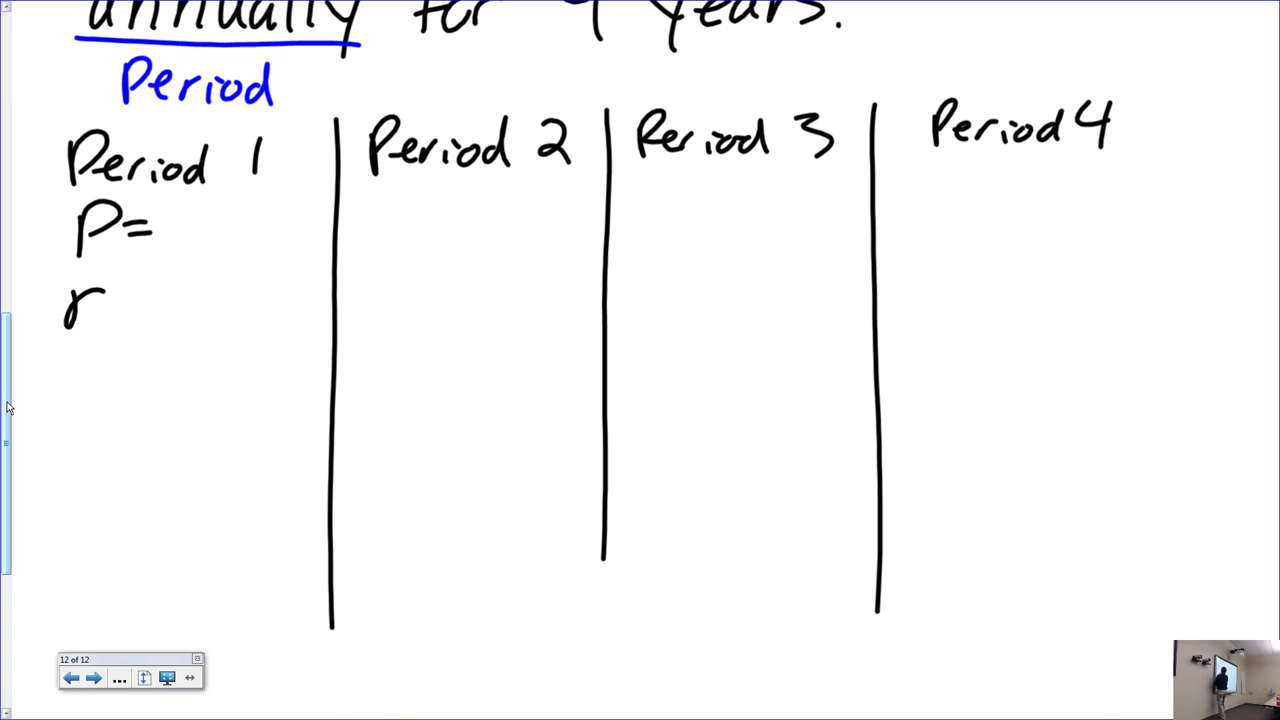 annually for 4 years.
Period
Period 1 Period 2 Period 3 Period 4
P=
r
12 of 12
...